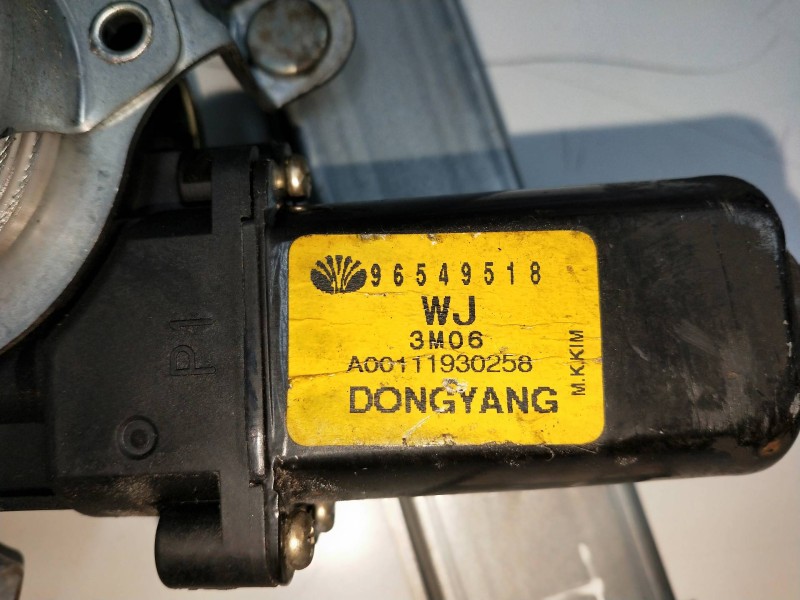 96549518
WJ
3M06
A00111930258
DONGYANG
M.K.KIM
P1